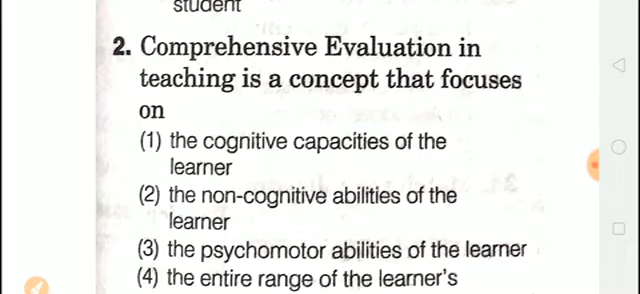 student
2. Comprehensive Evaluation in
teaching is a concept that focuses
on
(1) the cognitive capacities of the
learner
(2) the non-cognitive abilities of the
learner
(3) the psychomotor abilities of the learner
(4) the entire range of the learner's